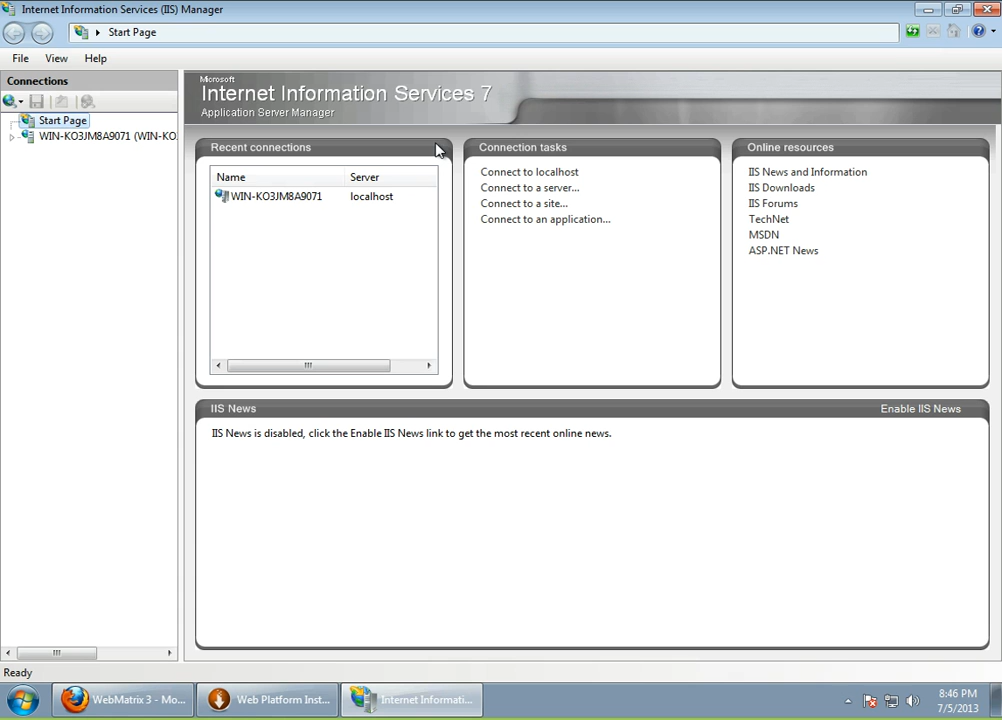 Internet Information Services (IIS) Manager
Start Page
File View Help
Connections
Start Page
WIN-KO3JM8A9071 (WIN-KO
Microsoft
Internet Information Services 7
Application Server Manager
Recent connections
Name Server
WIN-KO3JM8A9071 localhost
Connection tasks
Connect to localhost
Connect to a server...
Connect to a site...
Connect to an application...
Online resources
IIS News and Information
IIS Downloads
IIS Forums
TechNet
MSDN
ASP.NET News
IIS News Enable IIS News
IIS News is disabled, click the Enable IIS News link to get the most recent online news.
Ready
WebMatrix 3 - Mo... Web Platform Inst... Internet Informati...
8:46 PM
7/5/2013